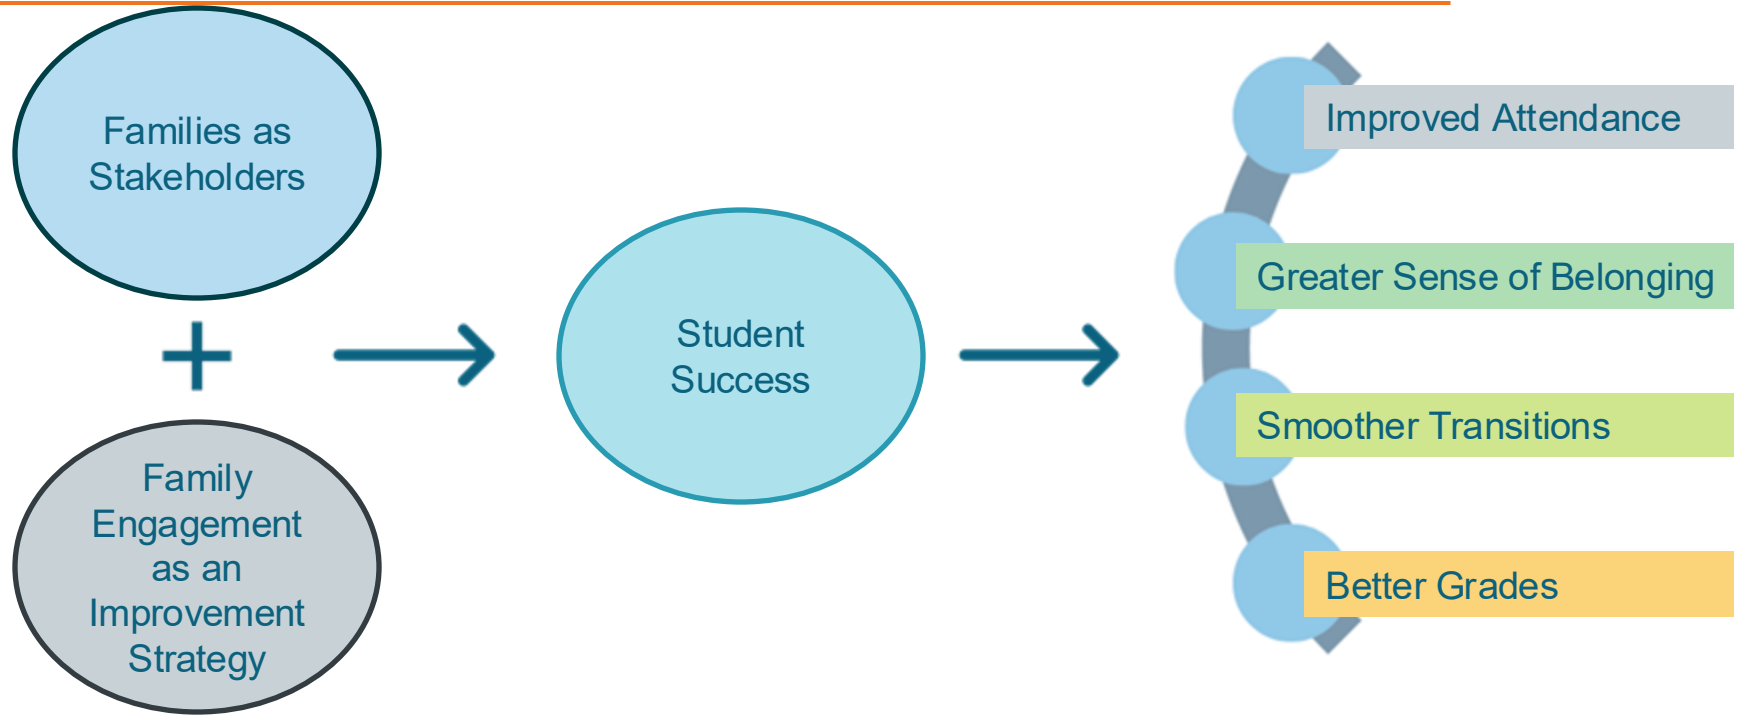 Families as
Stakeholders
Family
Engagement
as an
Improvement
Strategy
Student
Success
Improved Attendance
Greater Sense of Belonging
Smoother Transitions
Better Grades